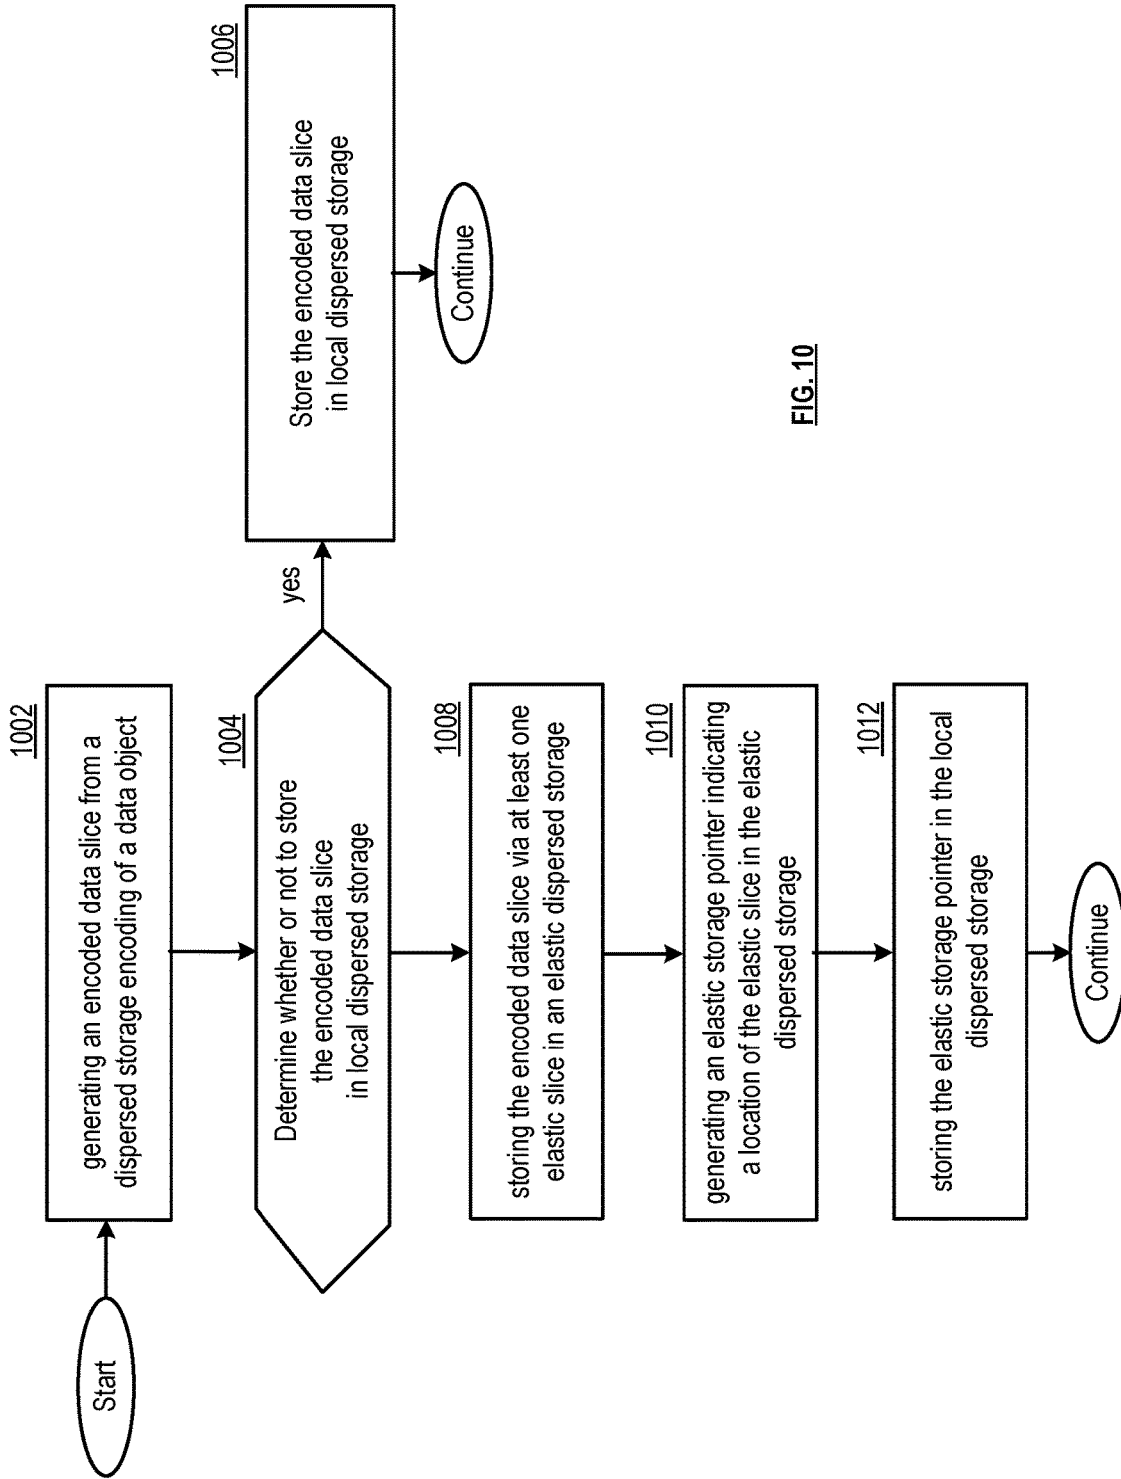 Start
1002
generating an encoded data slice from a
dispersed storage encoding of a data object
1004
Determine whether or not to store
the encoded data slice
in local dispersed storage
yes
1006
Store the encoded data slice
in local dispersed storage
Continue
1008
storing the encoded data slice via at least one
elastic slice in an elastic dispersed storage
1010
generating an elastic storage pointer indicating
a location of the elastic slice in the elastic
dispersed storage
1012
storing the elastic storage pointer in the local
dispersed storage
Continue
FIG. 10